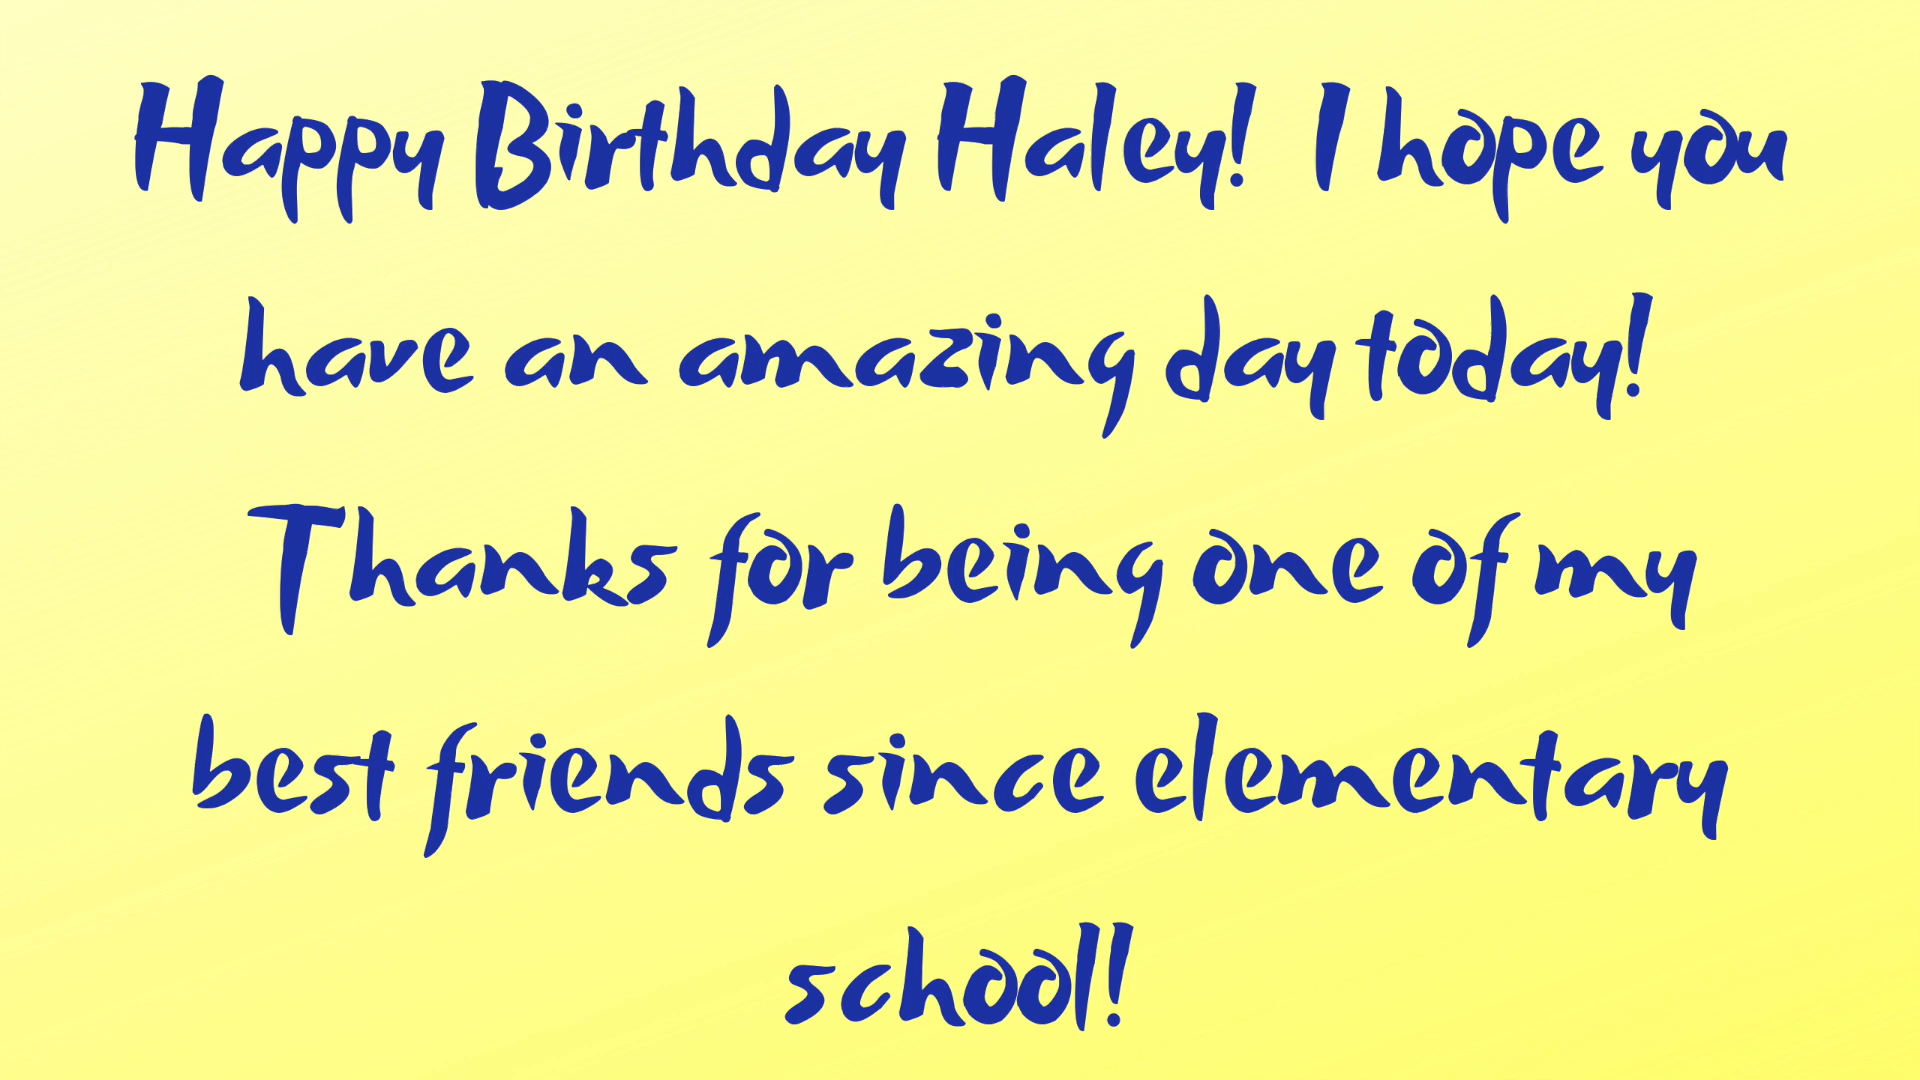 Happy Birthday Haley!  I hope you
have an amazing day today!
Thanks for being one of my
best friends since elementary
school!